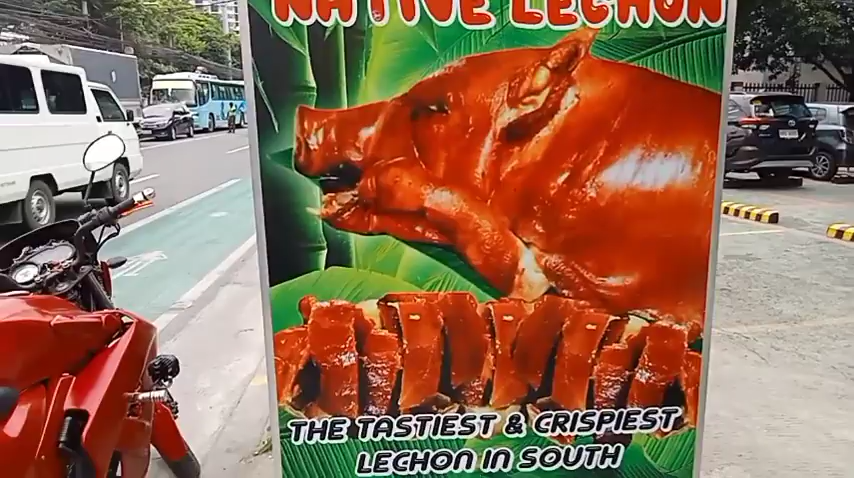 NATIVE LECHON
THE TASTIEST & CRISPIEST
LECHON IN SOUTH